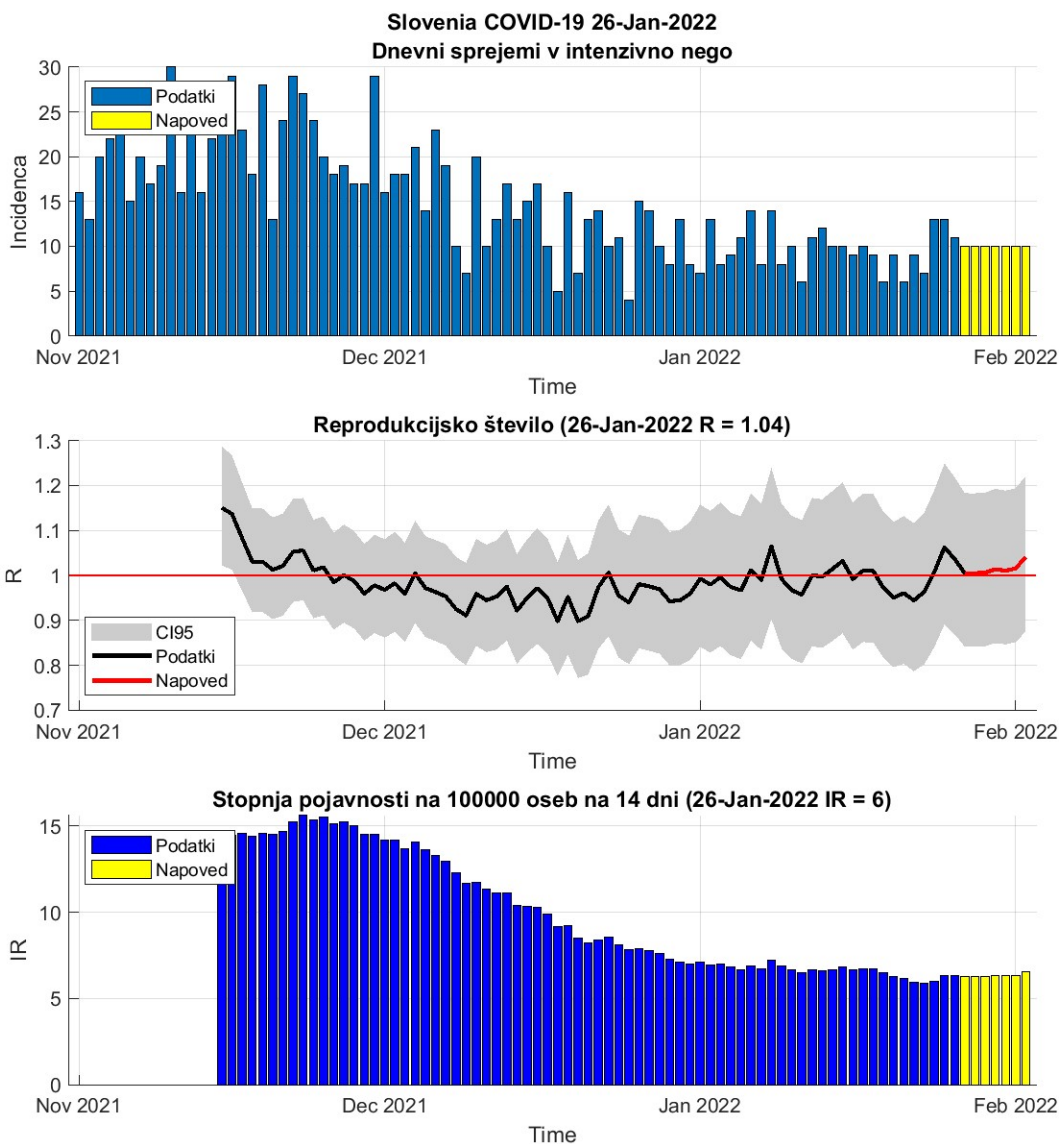 Slovenia COVID-19 26-Jan-2022
Dnevni sprejemi v intenzivno nego
30
25
20
15
10
5
0
Incidenca
Podatki
Napoved
Nov 2021
Dec 2021
Jan 2022
Feb 2022
Time
Reprodukcijsko število (26-Jan-2022 R = 1.04)
1.3
1.2
1.1
1
0.9
0.8
0.7
R
CI95
Podatki
Napoved
Nov 2021
Dec 2021
Jan 2022
Feb 2022
Time
Stopnja pojavnosti na 100000 oseb na 14 dni (26-Jan-2022 IR = 6)
15
10
5
0
IR
Podatki
Napoved
Nov 2021
Dec 2021
Jan 2022
Feb 2022
Time